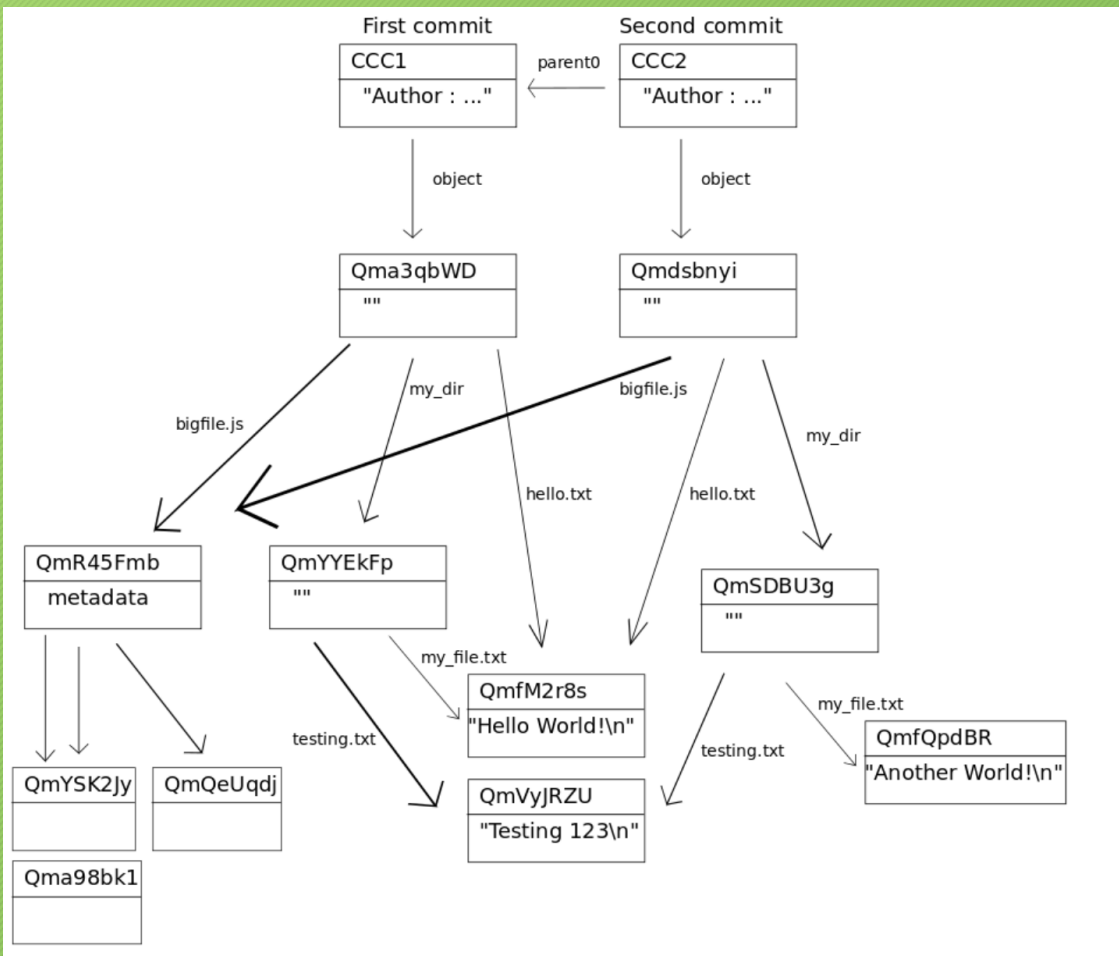 First commit
Second commit
CCC1
"Author : ..."
parent0
CCC2
"Author : ..."
object
object
Qma3qbWD
""
Qmdsbnyi
""
bigfile.js
my_dir
bigfile.js
my_dir
hello.txt
hello.txt
QmR45Fmb
metadata
QmYYEkFp
""
QmSDBU3g
""
my_file.txt
testing.txt
QmfM2r8s
"Hello World!\n"
my_file.txt
testing.txt
QmfQpdBR
"Another World!\n"
QmYSK2Jy
QmQeUqdj
QmVyJRZU
"Testing 123\n"
Qma98bk1